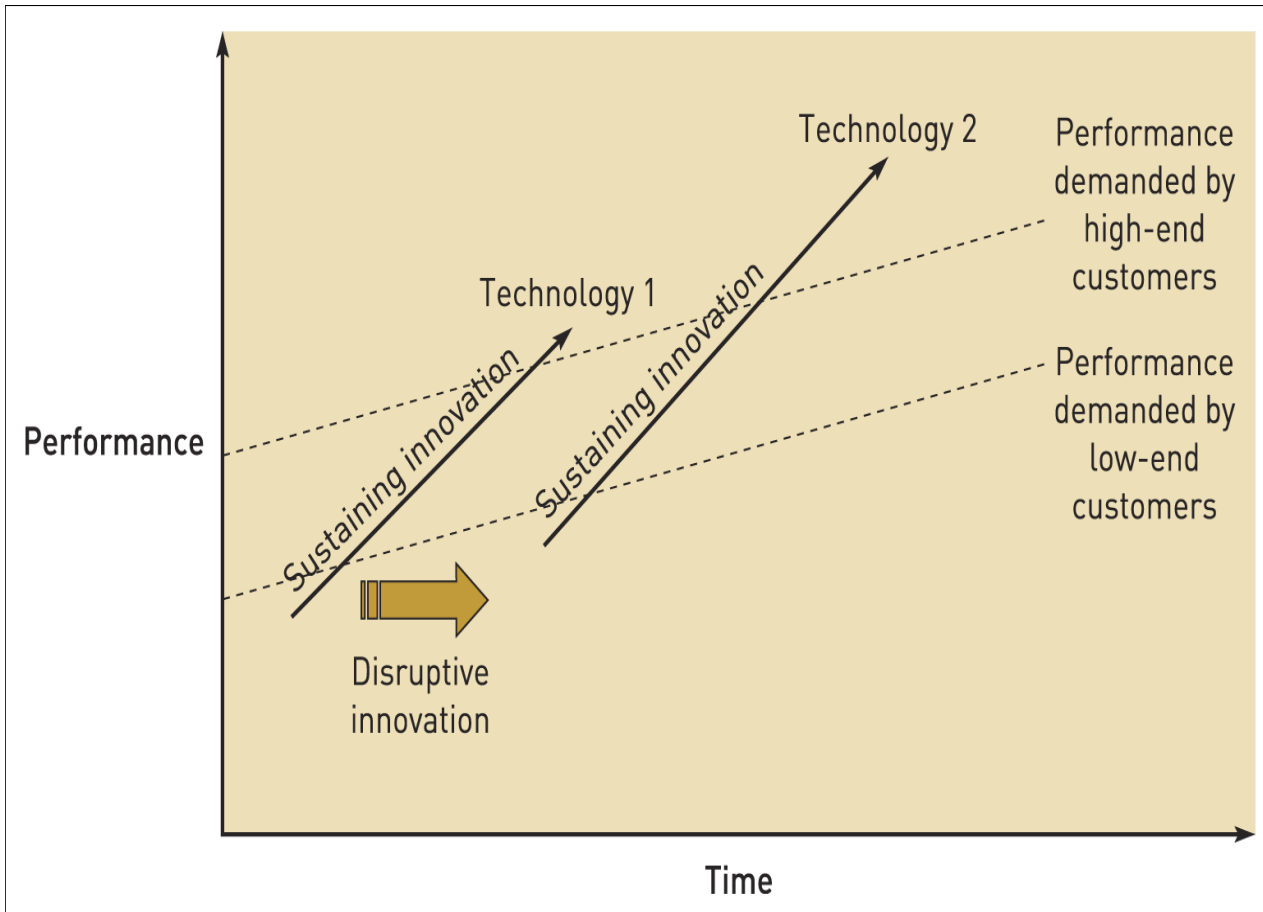 Technology 2
Performance
demanded by
high-end
customers
Technology 1
Sustaining innovation
Sustaining innovation
Performance
demanded by
low-end
customers
Performance
Disruptive
innovation
Time